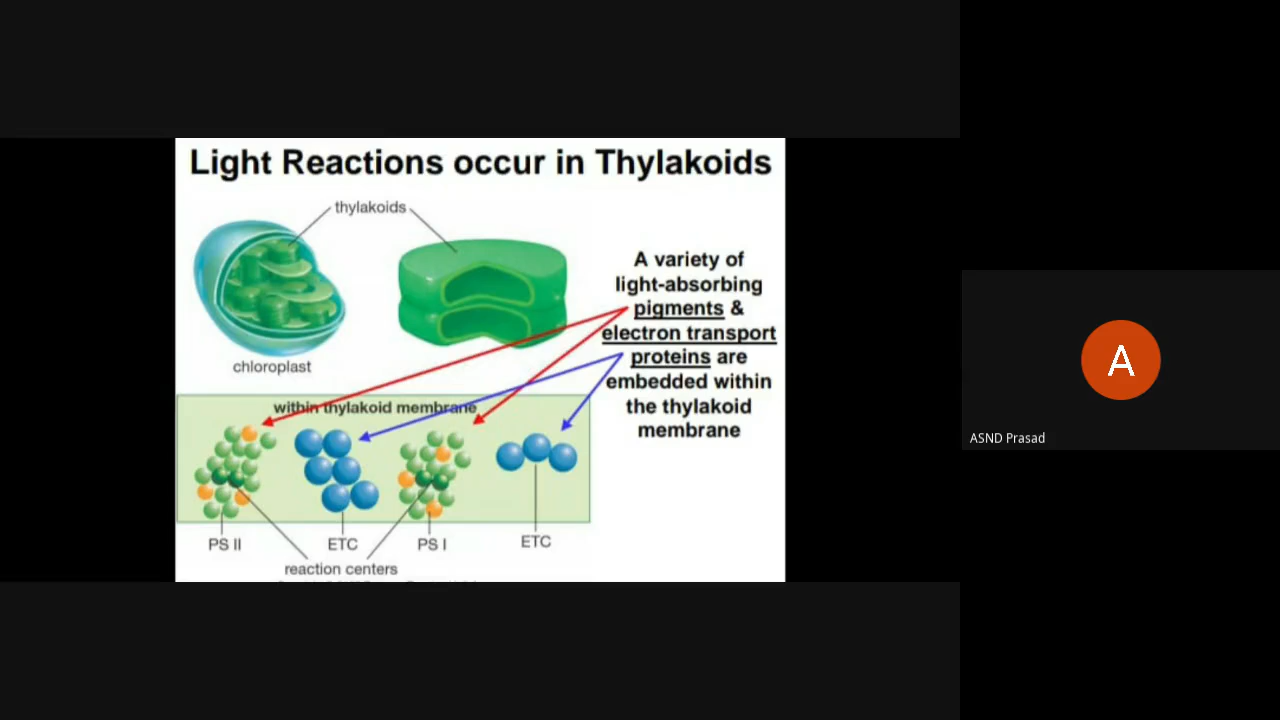 Light Reactions occur in Thylakoids
thylakoids
chloroplast
A variety of
light-absorbing
pigments &
electron transport
proteins are
embedded within
the thylakoid
membrane
within thylakoid membrane
PS II
ETC
PS I
ETC
reaction centers
A
ASND Prasad